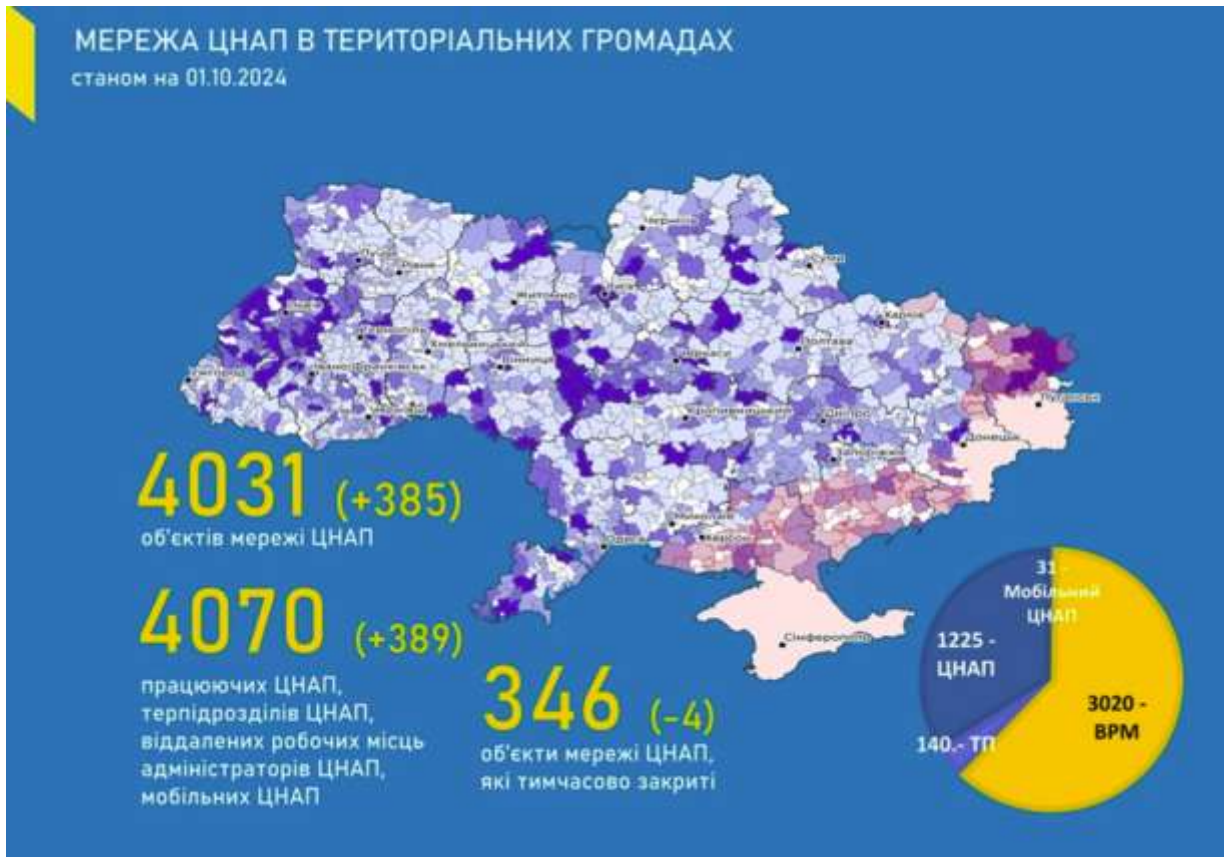 МЕРЕЖА ЦНАП В ТЕРИТОРІАЛЬНИХ ГРОМАДАХ
станом на 01.10.2024
Чернігів
Суми
Луцьк
Рівне
Київ
Житомир
Львів
Харків
Тернопіль
Хмельницький
Полтава
Черкаси
Вінниця
Ужгород
Івано-Франківськ
Луганськ
Чернівці
Кропивницький
Дніпро
Донецьк
Запоріжжя
Миколаїв
Херсон
Одеса
Сімферополь
4031 (+385)
об'єктів мережі ЦНАП
4070 (+389)
працюючих ЦНАП,
терпідрозділів ЦНАП,
віддалених робочих місць
адміністраторів ЦНАП,
мобільних ЦНАП
346 (-4)
об'єкти мережі ЦНАП,
які тимчасово закриті
31 -
Мобільний
ЦНАП
1225 -
ЦНАП
3020 -
ВРМ
140.- ТП